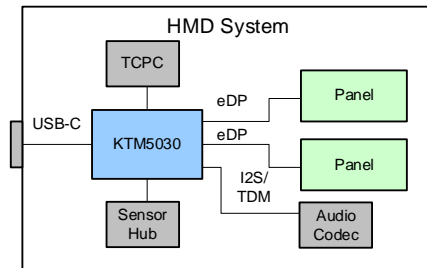 HMD System
TCPC
eDP
Panel
USB-C
KTM5030
eDP
Panel
I2S/
TDM
Sensor
Hub
Audio
Codec